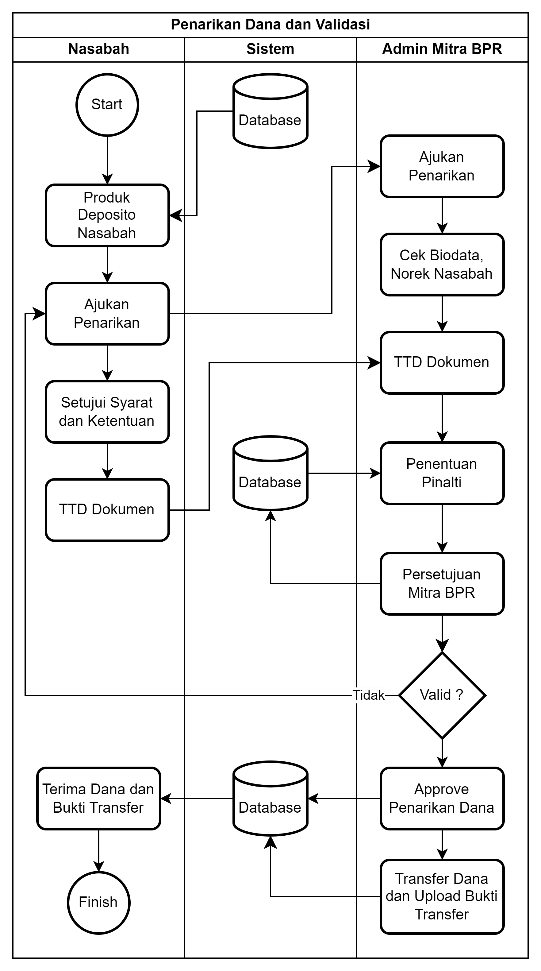 Penarikan Dana dan Validasi
Nasabah
Sistem
Admin Mitra BPR
Start
Database
Ajukan
Penarikan
Produk
Deposito
Nasabah
Cek Biodata,
Norek Nasabah
Ajukan
Penarikan
TTD Dokumen
Setujui Syarat
dan Ketentuan
Database
Penentuan
Pinalti
TTD Dokumen
Persetujuan
Mitra BPR
Tidak
Valid ?
Terima Dana dan
Bukti Transfer
Database
Approve
Penarikan Dana
Finish
Transfer Dana
dan Upload Bukti
Transfer